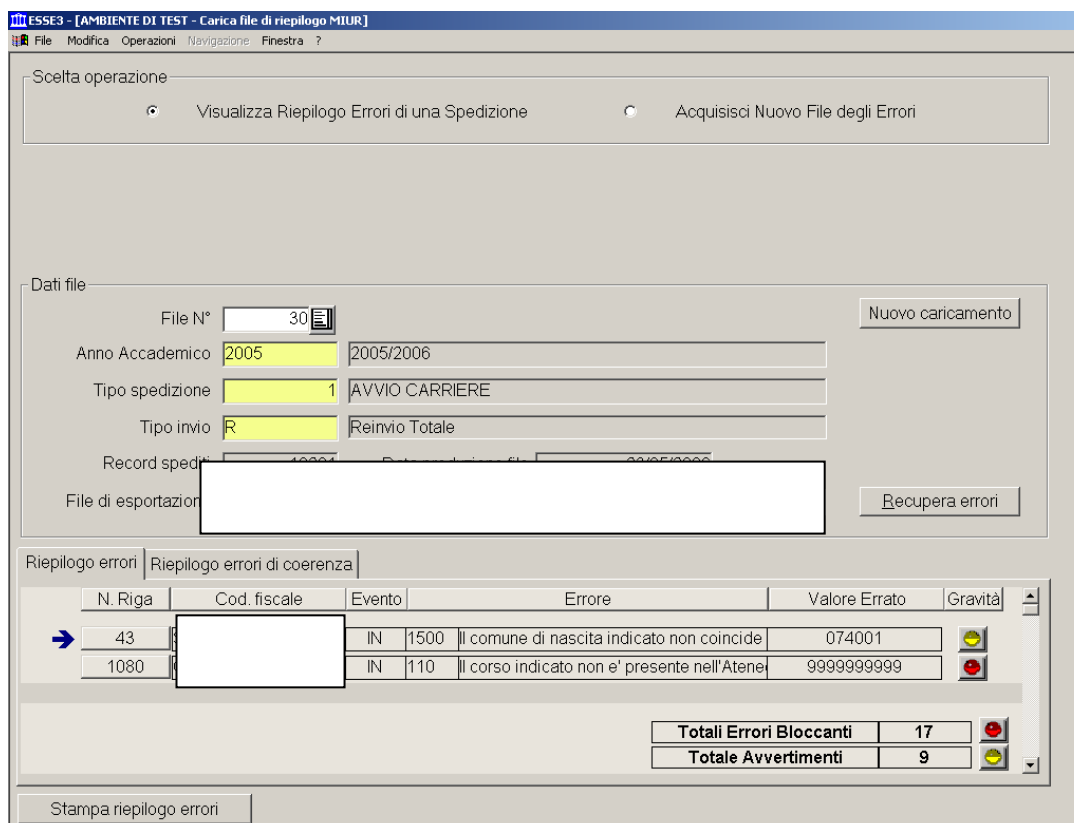 ESSE3 - [AMBIENTE DI TEST - Carica file di riepilogo MIUR]
File Modifica Operazioni Navigazione Finestra ?
Scelta operazione
Visualizza Riepilogo Errori di una Spedizione Acquisisci Nuovo File degli Errori
Dati file
File N° 30 Nuovo caricamento
Anno Accademico 2005 2005/2006
Tipo spedizione 1 AVVIO CARRIERE
Tipo invio R Reinvio Totale
Record spediti
File di esportazion Recupera errori
Riepilogo errori Riepilogo errori di coerenza
N. Riga Cod. fiscale Evento Errore Valore Errato Gravità
43 IN 1500 Il comune di nascita indicato non coincide 074001
1080 IN 110 Il corso indicato non e' presente nell'Atene 9999999999
Totali Errori Bloccanti 17
Totale Avvertimenti 9
Stampa riepilogo errori